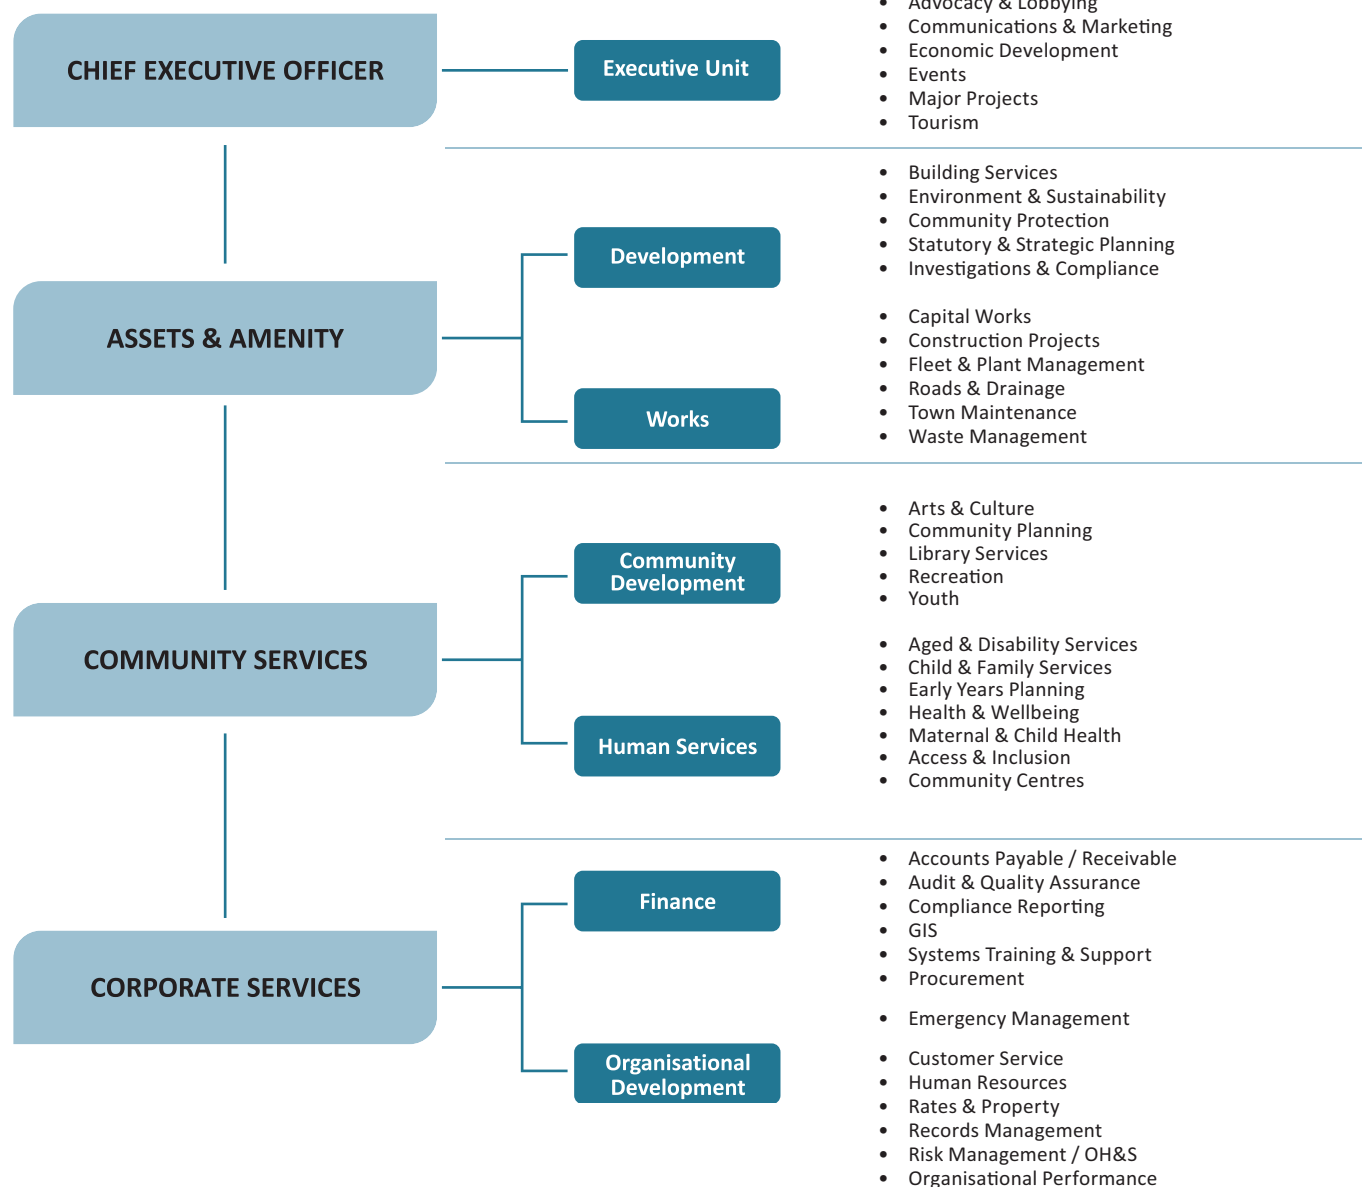 CHIEF EXECUTIVE OFFICER
Executive Unit
• Advocacy & Lobbying
• Communications & Marketing
• Economic Development
• Events
• Major Projects
• Tourism
ASSETS & AMENITY
Development
• Building Services
• Environment & Sustainability
• Community Protection
• Statutory & Strategic Planning
• Investigations & Compliance
Works
• Capital Works
• Construction Projects
• Fleet & Plant Management
• Roads & Drainage
• Town Maintenance
• Waste Management
COMMUNITY SERVICES
Community
Development
• Arts & Culture
• Community Planning
• Library Services
• Recreation
• Youth
Human Services
• Aged & Disability Services
• Child & Family Services
• Early Years Planning
• Health & Wellbeing
• Maternal & Child Health
• Access & Inclusion
• Community Centres
CORPORATE SERVICES
Finance
• Accounts Payable / Receivable
• Audit & Quality Assurance
• Compliance Reporting
• GIS
• Systems Training & Support
• Procurement
• Emergency Management
Organisational
Development
• Customer Service
• Human Resources
• Rates & Property
• Records Management
• Risk Management / OH&S
• Organisational Performance